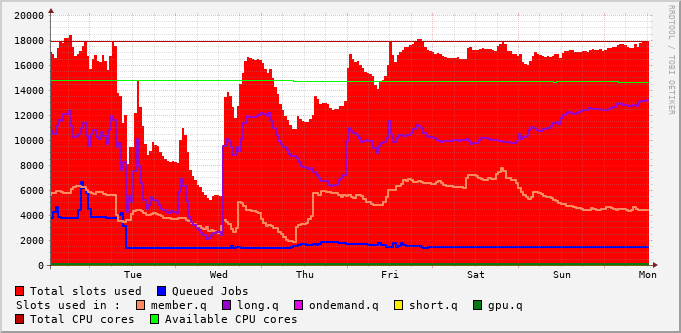 20000
18000
16000
14000
12000
10000
8000
6000
4000
2000
0
Tue Wed Thu Fri Sat Sun Mon
RRDTOOL / TOBI OETIKER
Total slots used Queued Jobs
Slots used in : member.q long.q ondemand.q short.q gpu.q
Total CPU cores Available CPU cores